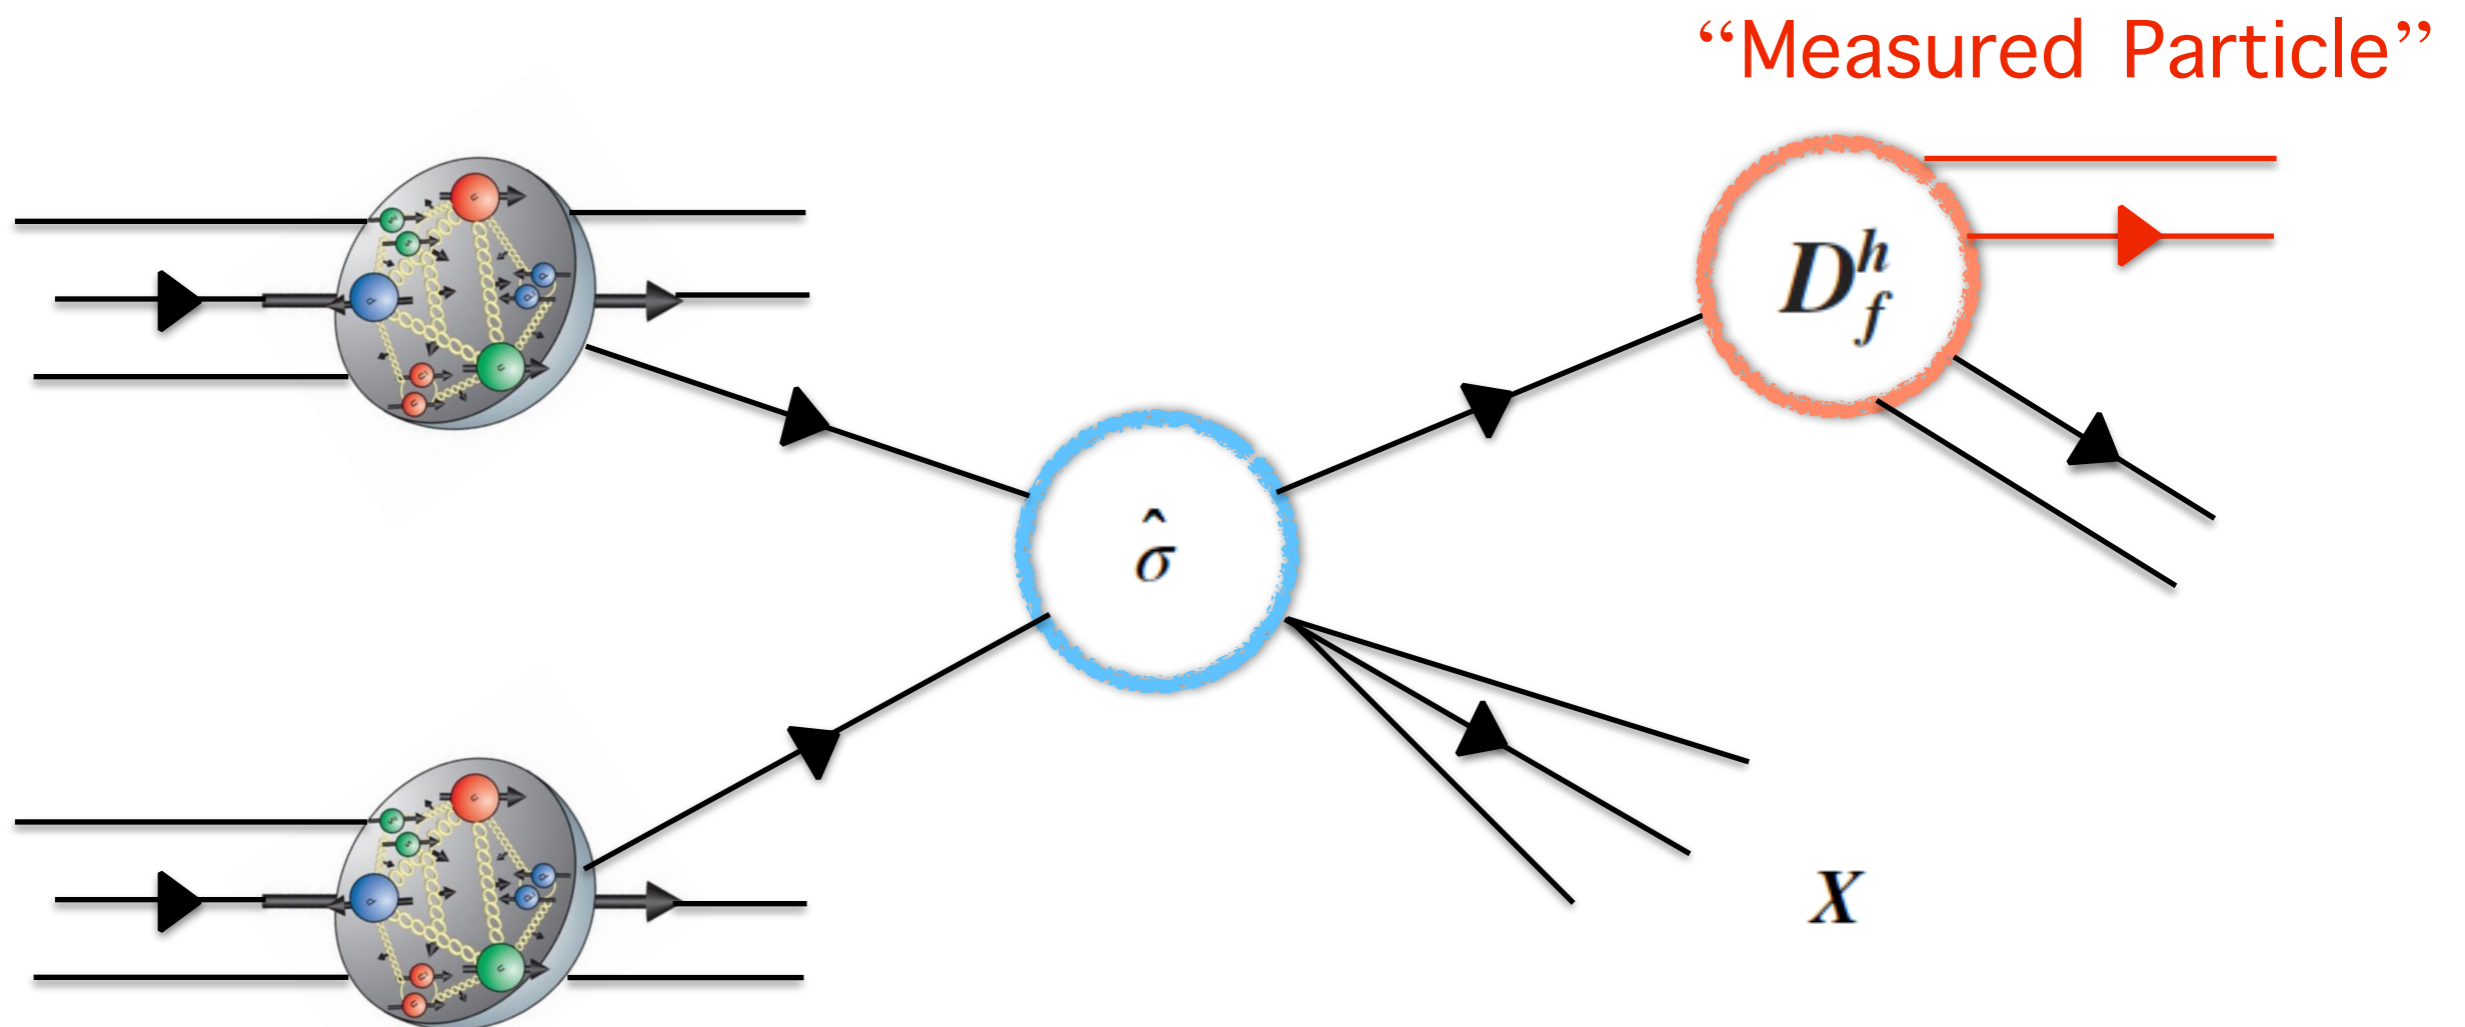 “Measured Particle”
D^h_f
σ̂
X